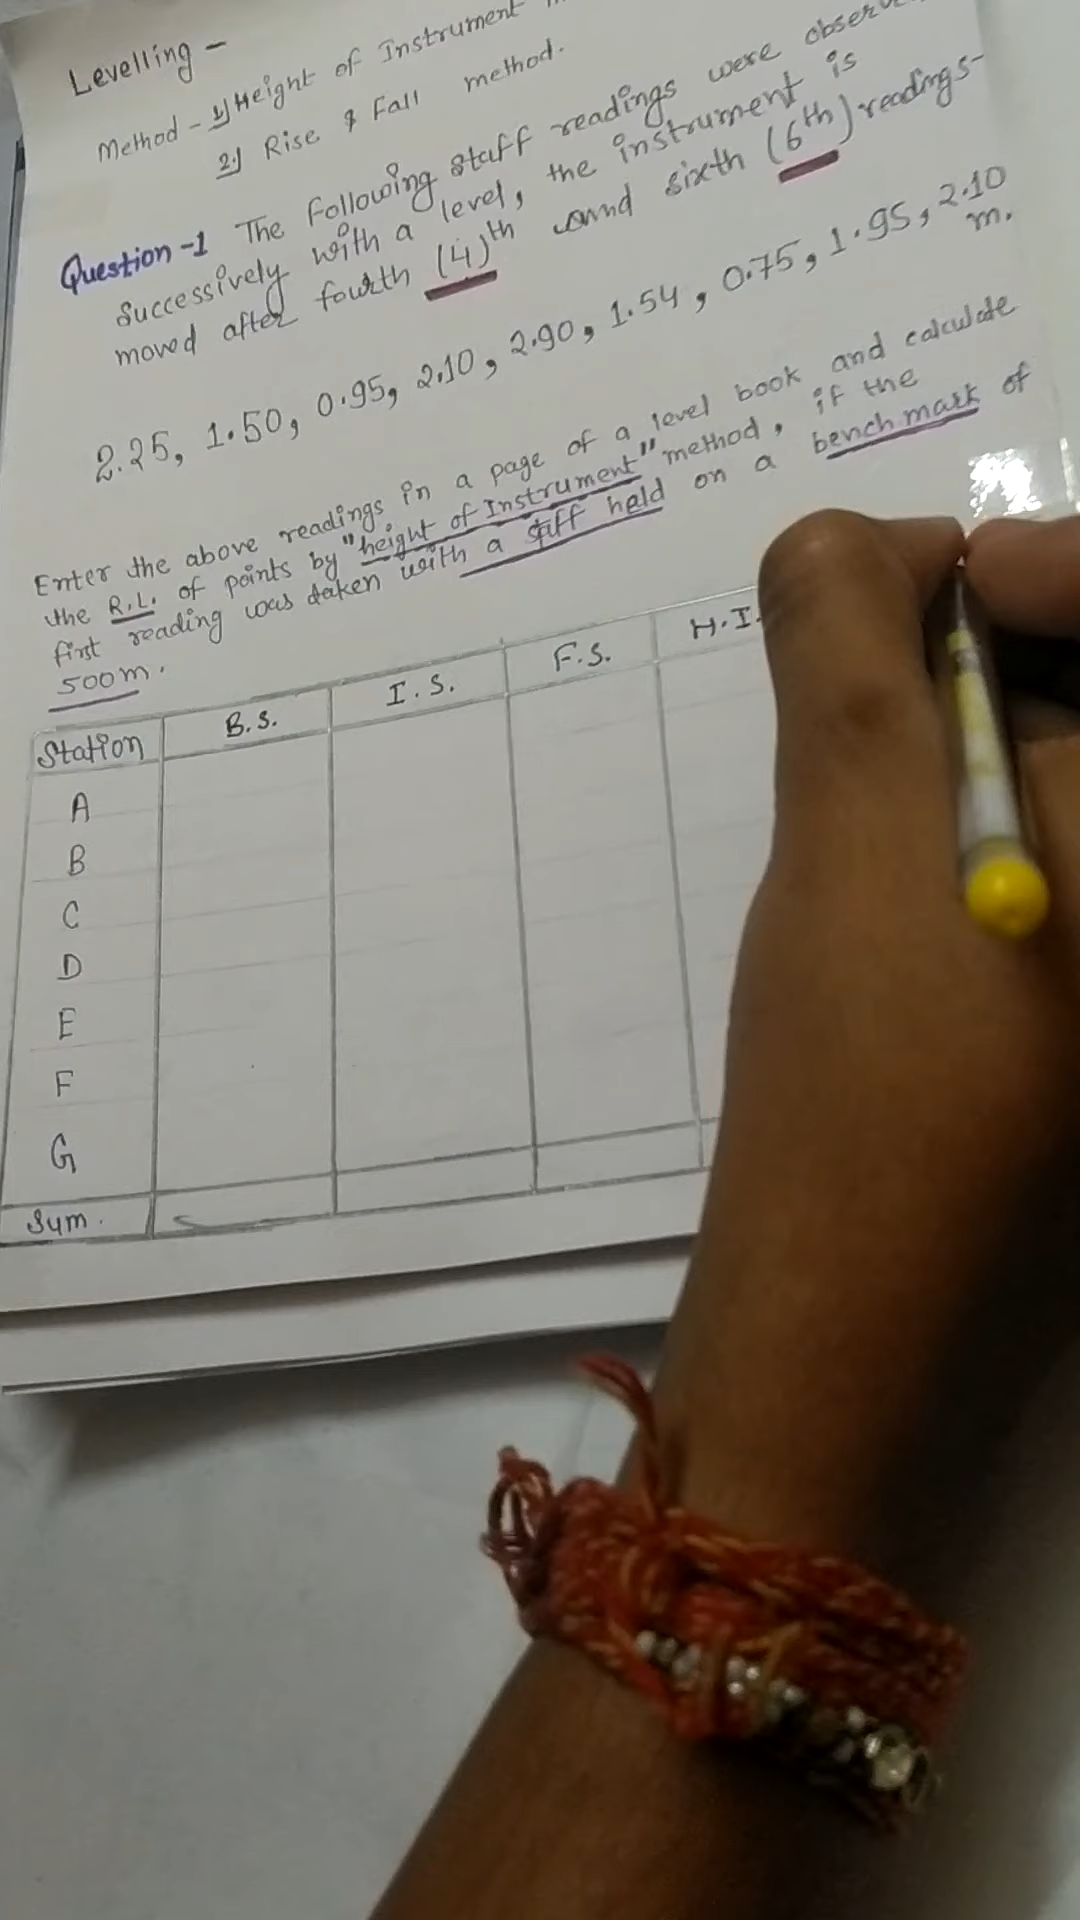 Levelling -
Method - 1) Height of Instrument
2) Rise & Fall method.
Question-1 The following staff readings were
successively with a level, the instrument is
moved after fourth (4)th and sixth (6th) readings-
2.25, 1.50, 0.95, 2.10, 2.90, 1.54, 0.75, 1.95, 2.10 m.
Enter the above readings in a page of a level book and calculate
the R.L. of points by "height of Instrument" method, if the
first reading was taken with a staff held on a bench mark of
500m.
Station B.S. I.S. F.S. H.I.
A
B
C
D
E
F
G
Sum.